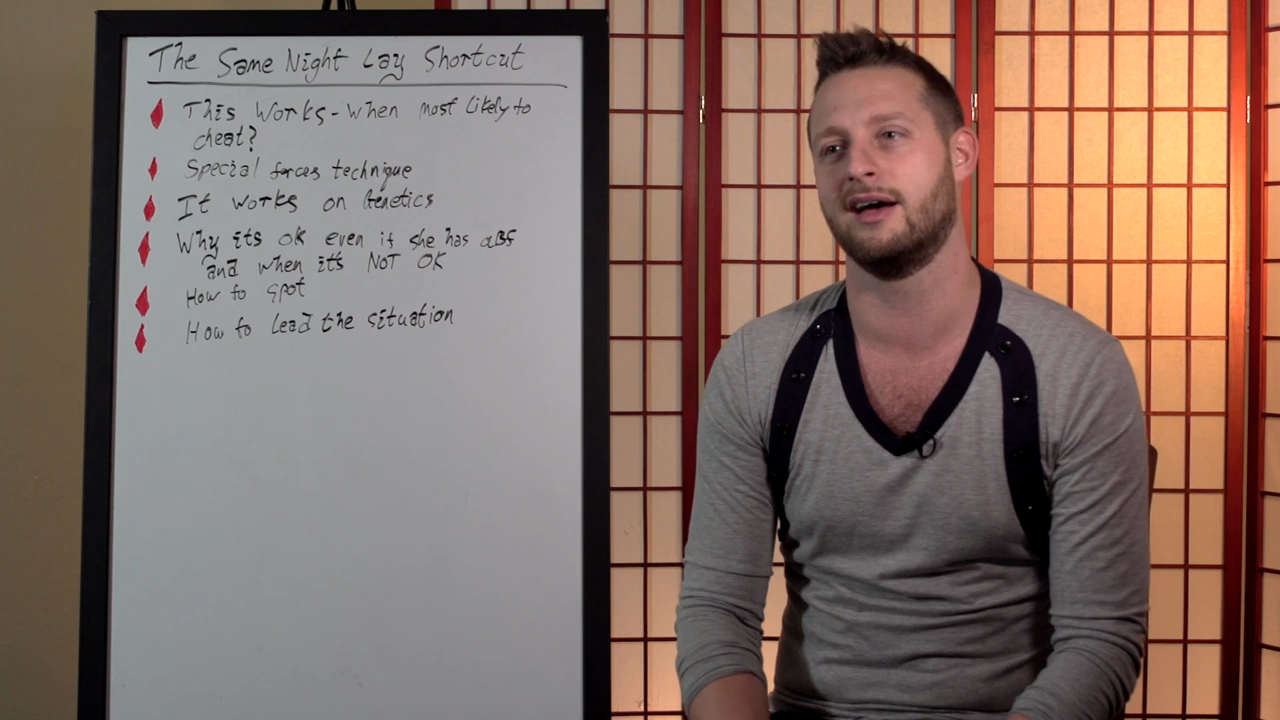 The Same Night Lay Shortcut
This Works-When most likely to
cheat?
Special forces technique
It works on Genetics
Why its OK even if she has a BF
and when it's NOT OK
How to spot
How to lead the situation